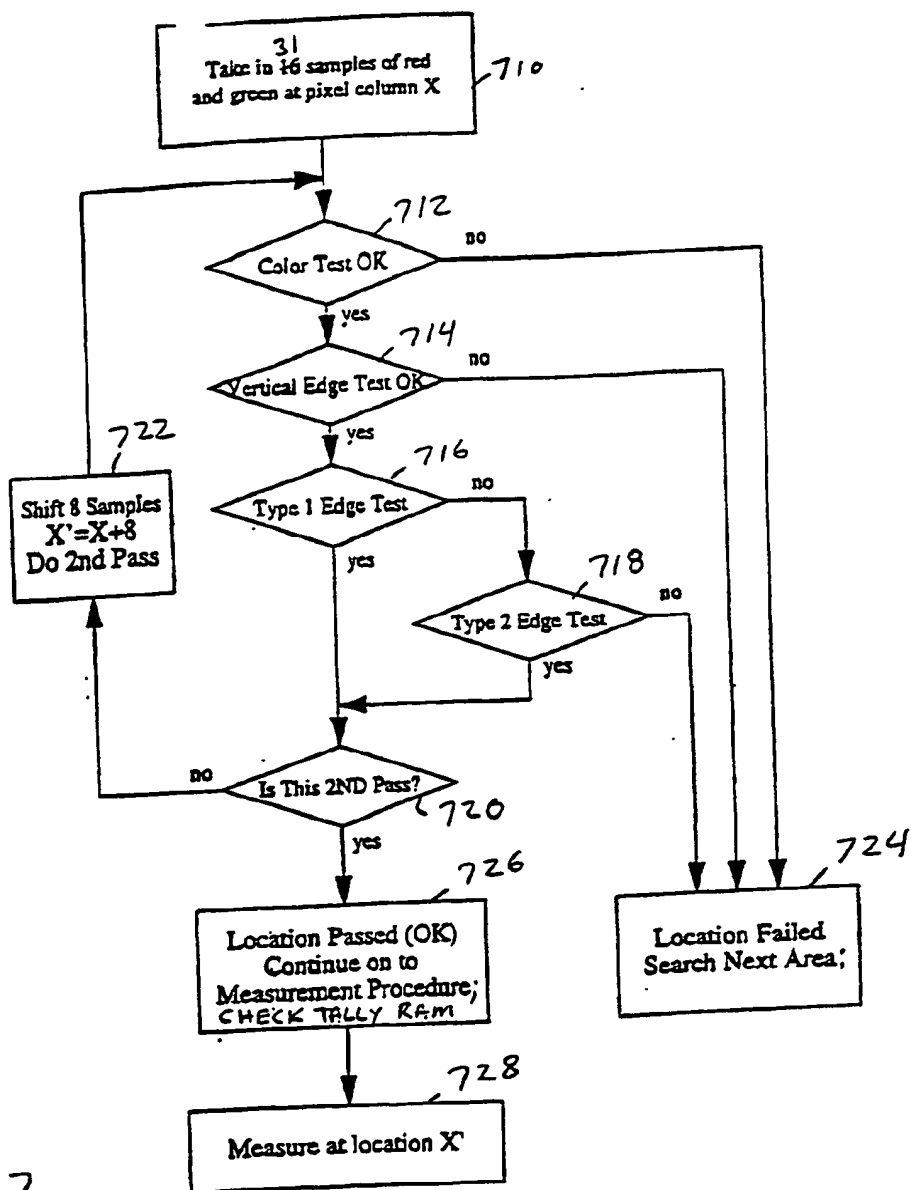 31
Take in 16 samples of red
and green at pixel column X
710
712
Color Test OK
no
yes
714
Vertical Edge Test OK
no
yes
722
Shift 8 Samples
X'=X+8
Do 2nd Pass
716
Type 1 Edge Test
no
yes
718
Type 2 Edge Test
no
yes
Is This 2ND Pass?
no
720
yes
726
Location Passed (OK)
Continue on to
Measurement Procedure;
CHECK TALLY RAM
724
Location Failed
Search Next Area;
728
Measure at location X'
7